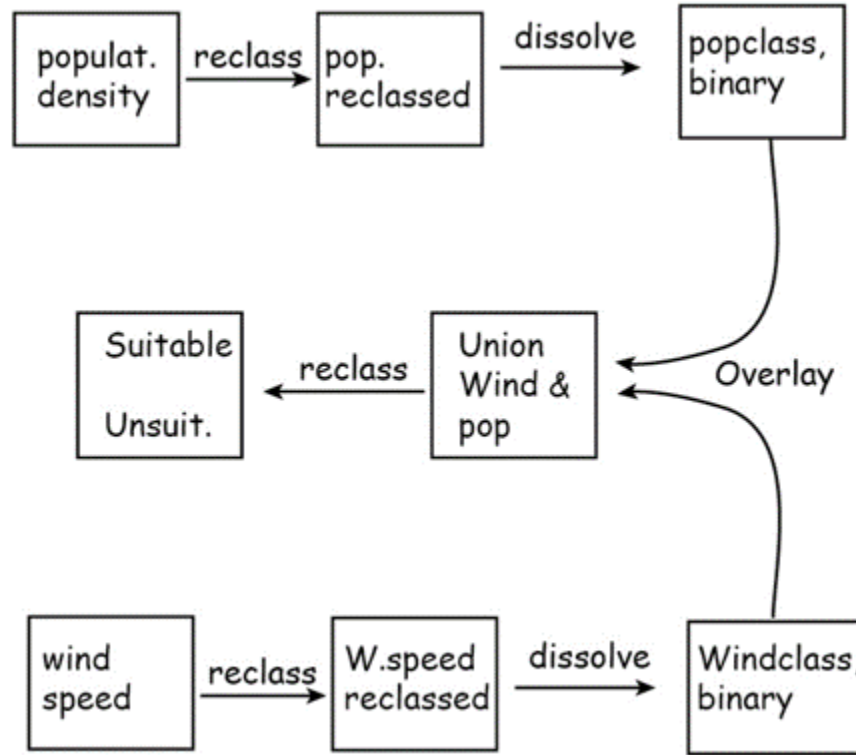 populat.
density
reclass
pop.
reclassed
dissolve
popclass,
binary
Suitable
Unsuit.
reclass
Union
Wind &
pop
Overlay
wind
speed
reclass
W.speed
reclassed
dissolve
Windclass,
binary